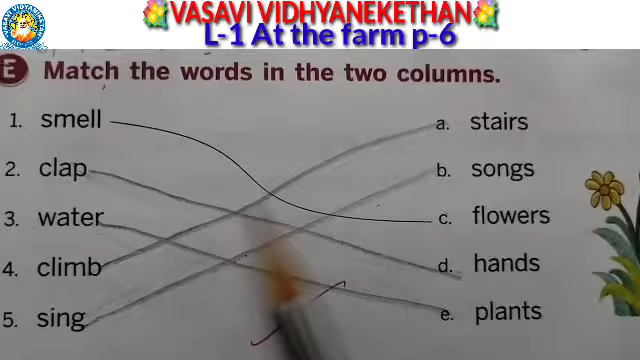 VASAVI VIDHYANEKETHAN
L-1 At the farm p-6
E Match the words in the two columns.
1. smell a. stairs
2. clap b. songs
3. water c. flowers
4. climb d. hands
5. sing e. plants